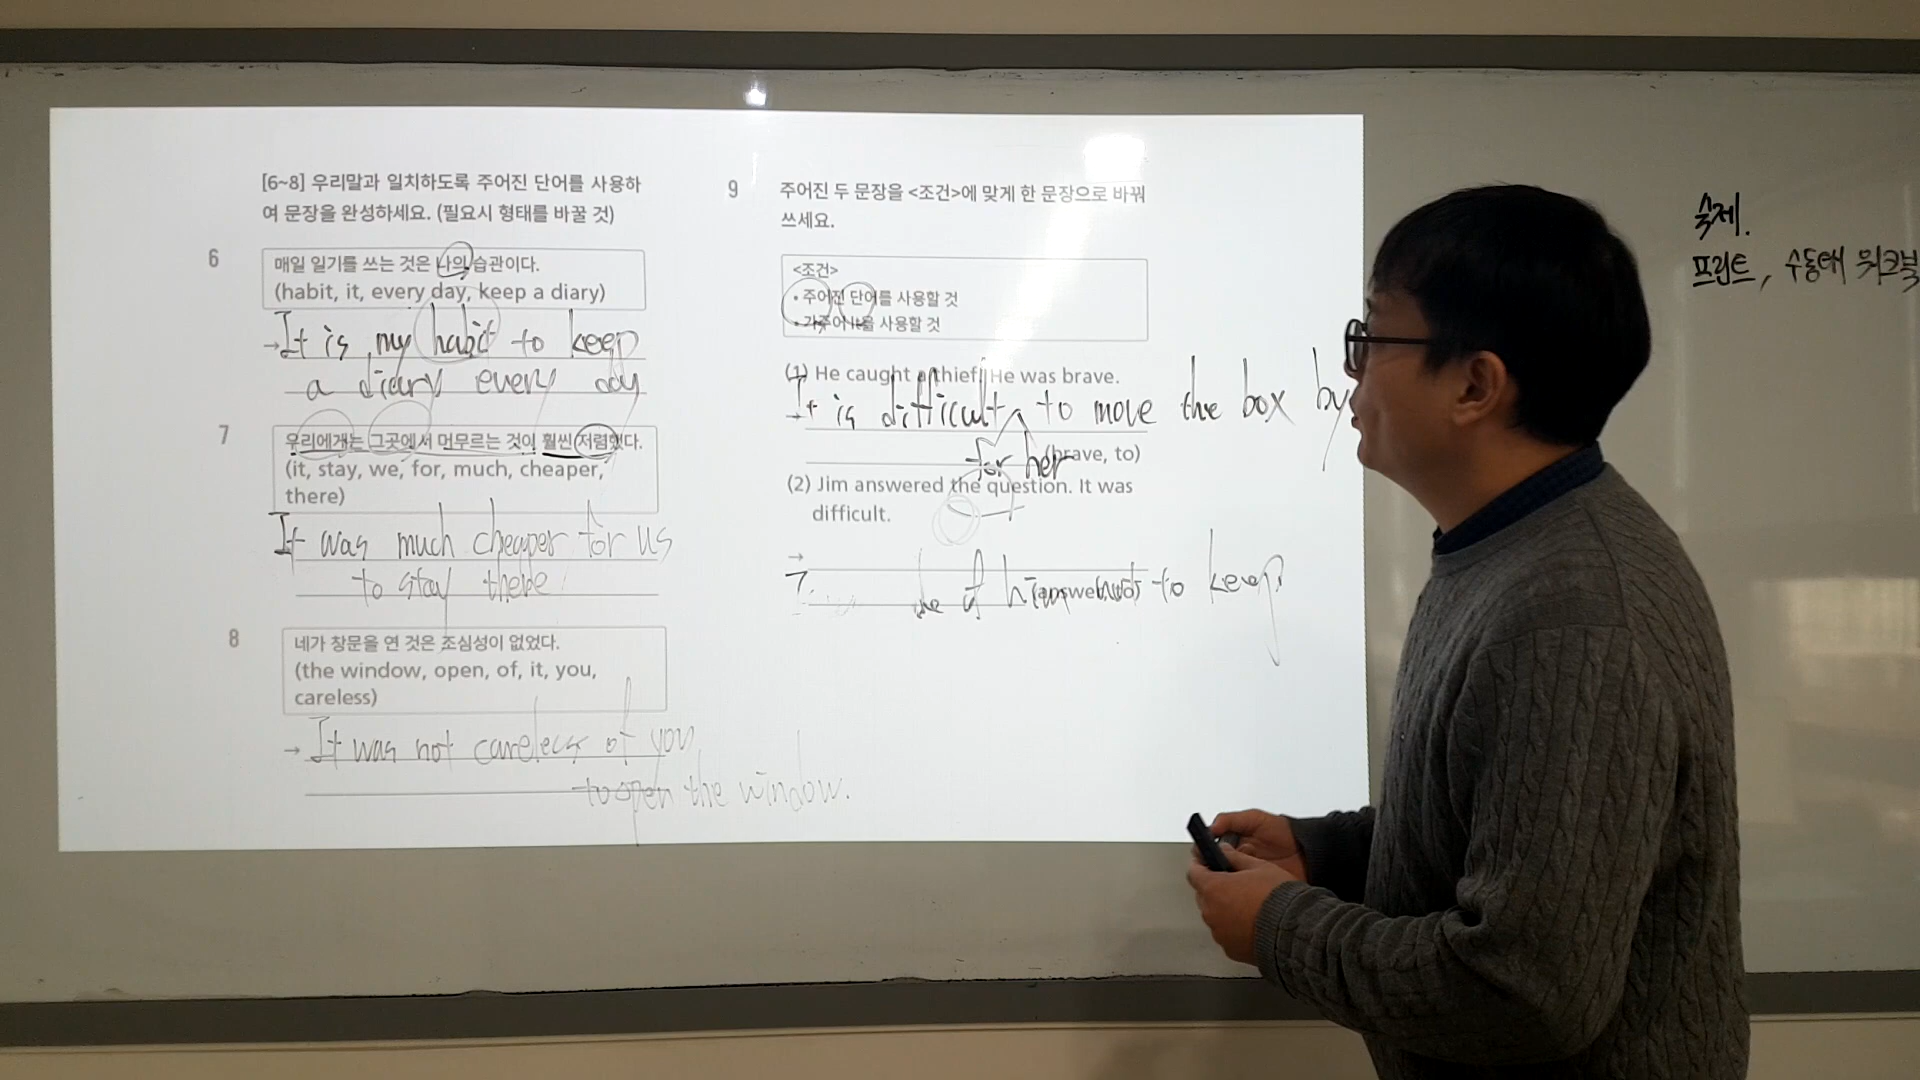 [6~8] 우리말과 일치하도록 주어진 단어를 사용하
여 문장을 완성하세요. (필요시 형태를 바꿀 것)
6
매일 일기를 쓰는 것은 나의 습관이다.
(habit, it, every day, keep a diary)
→It is my habit to keep
a diary every day
7
우리에게는 그곳에서 머무르는 것이 훨씬 저렴했다.
(it, stay, we, for, much, cheaper,
there)
It was much cheaper for us
to stay there.
8
네가 창문을 연 것은 조심성이 없었다.
(the window, open, of, it, you,
careless)
→ It was not careless of you
to open the window.
9
주어진 두 문장을 <조건>에 맞게 한 문장으로 바꿔
쓰세요.
<조건>
• 주어진 단어를 사용할 것
• 가주어 it을 사용할 것
(1) He caught a thief. He was brave.
→ It is difficult to move the box by
for her
(brave, to)
(2) Jim answered the question. It was
difficult.
→
of him not to keep
숙제.
프린트, 수동태 워크북